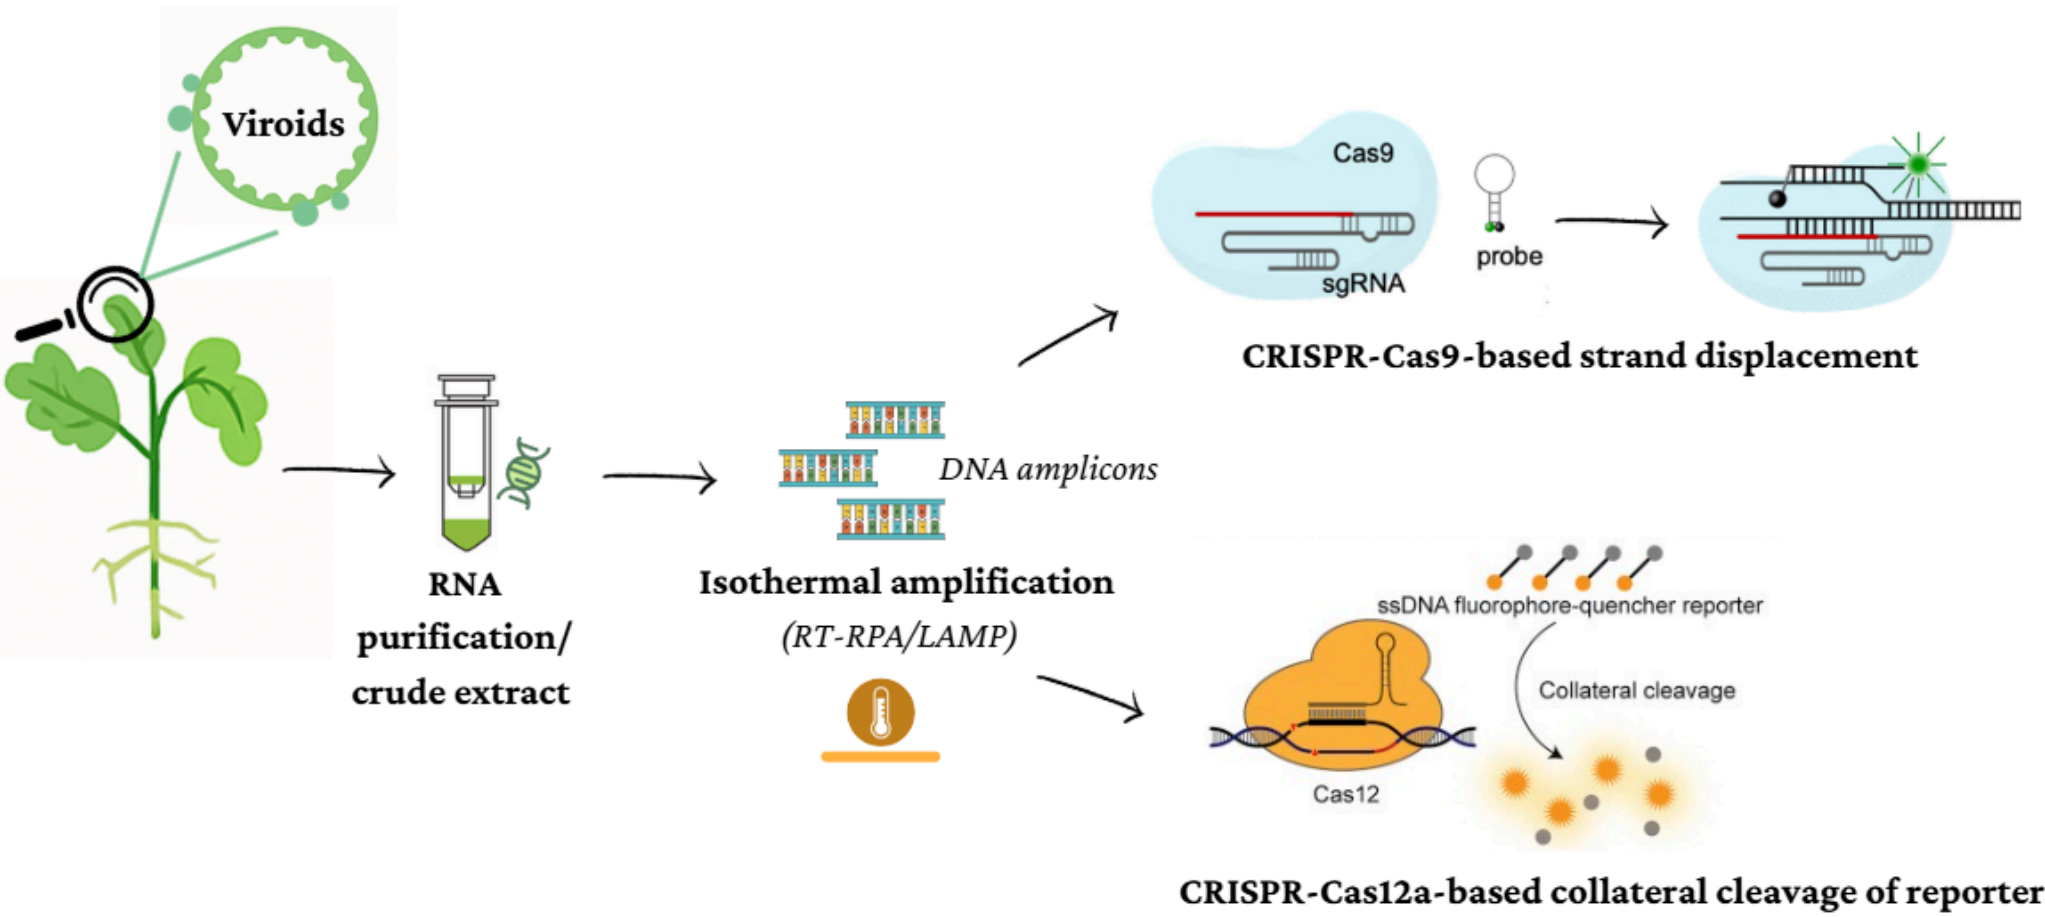 Viroids
RNA
purification/
crude extract
DNA amplicons
Isothermal amplification
(RT-RPA/LAMP)
Cas9
sgRNA
probe
CRISPR-Cas9-based strand displacement
ssDNA fluorophore-quencher reporter
Collateral cleavage
Cas12
CRISPR-Cas12a-based collateral cleavage of reporter